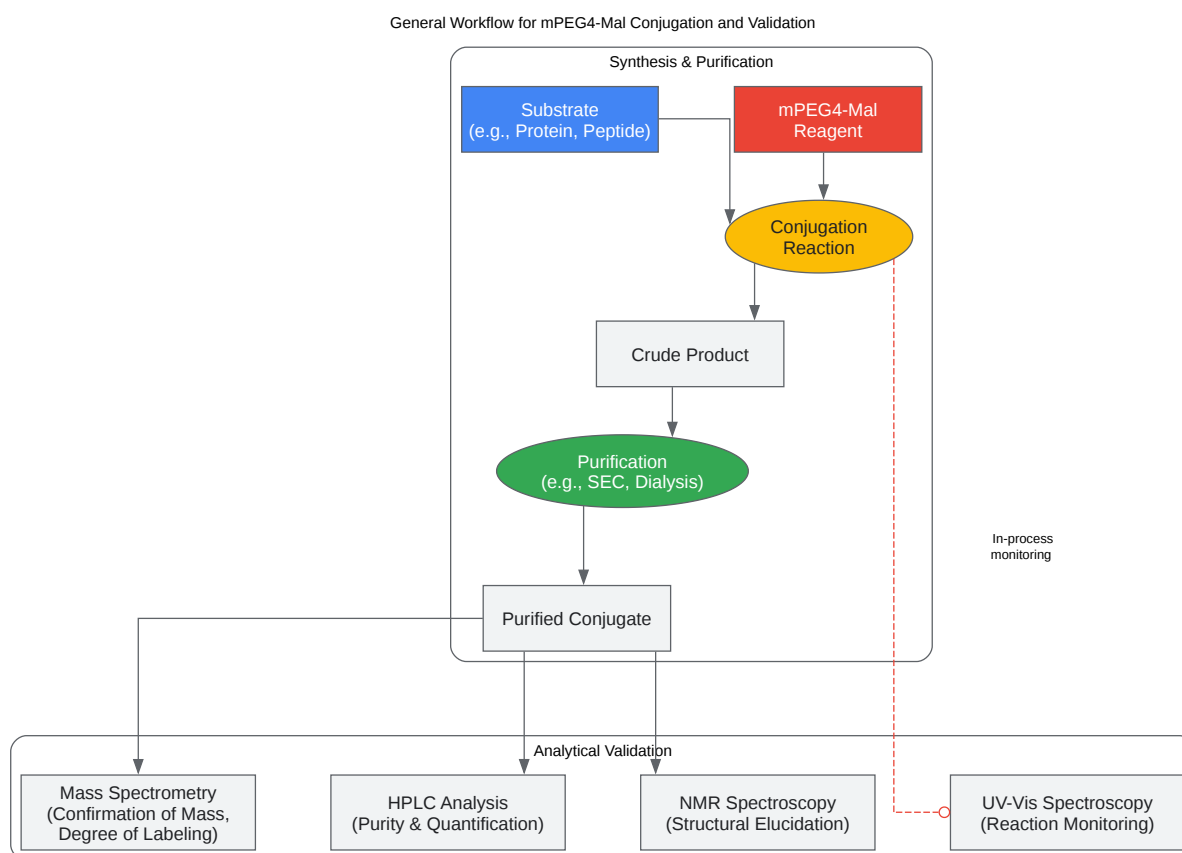 General Workflow for mPEG4-Mal Conjugation and Validation
Synthesis & Purification
Substrate
(e.g., Protein, Peptide)
mPEG4-Mal
Reagent
Conjugation
Reaction
Crude Product
Purification
(e.g., SEC, Dialysis)
In-process
monitoring
Purified Conjugate
Analytical Validation
Mass Spectrometry
(Confirmation of Mass,
Degree of Labeling)
HPLC Analysis
(Purity & Quantification)
NMR Spectroscopy
(Structural Elucidation)
UV-Vis Spectroscopy
(Reaction Monitoring)